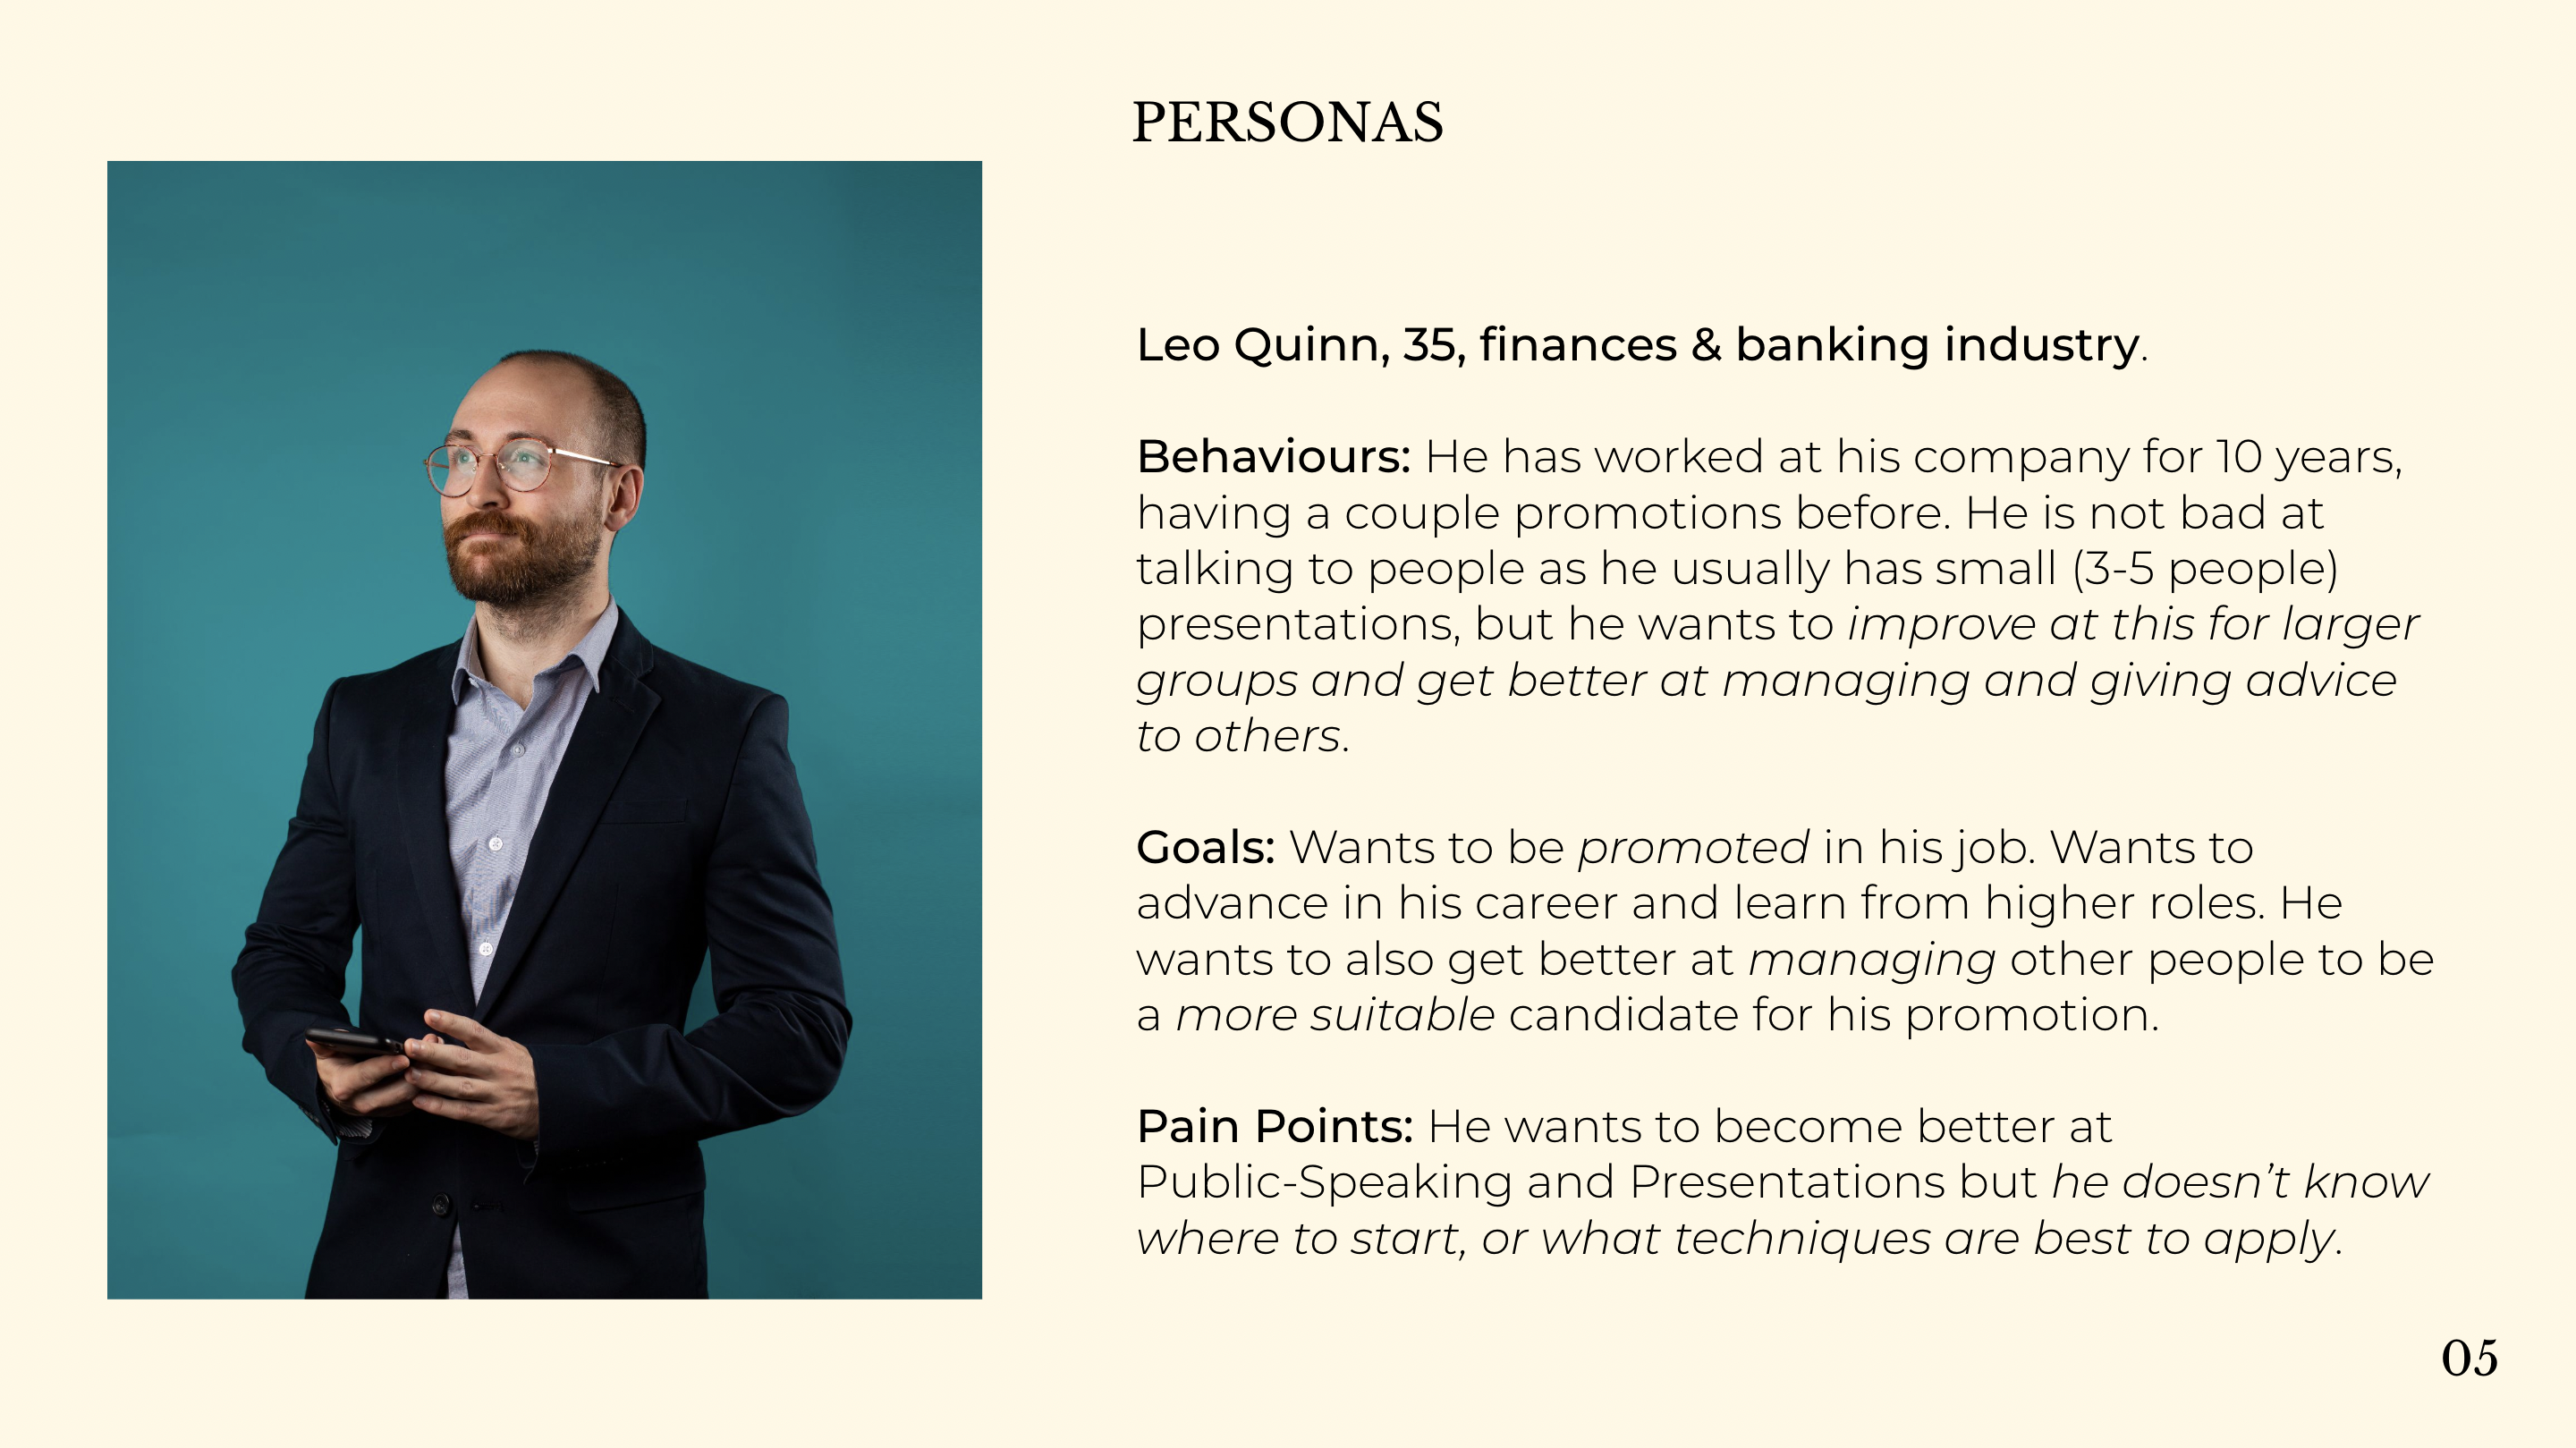 PERSONAS
Leo Quinn, 35, finances & banking industry.
Behaviours: He has worked at his company for 10 years,
having a couple promotions before. He is not bad at
talking to people as he usually has small (3-5 people)
presentations, but he wants to improve at this for larger
groups and get better at managing and giving advice
to others.
Goals: Wants to be promoted in his job. Wants to
advance in his career and learn from higher roles. He
wants to also get better at managing other people to be
a more suitable candidate for his promotion.
Pain Points: He wants to become better at
Public-Speaking and Presentations but he doesn’t know
where to start, or what techniques are best to apply.
05